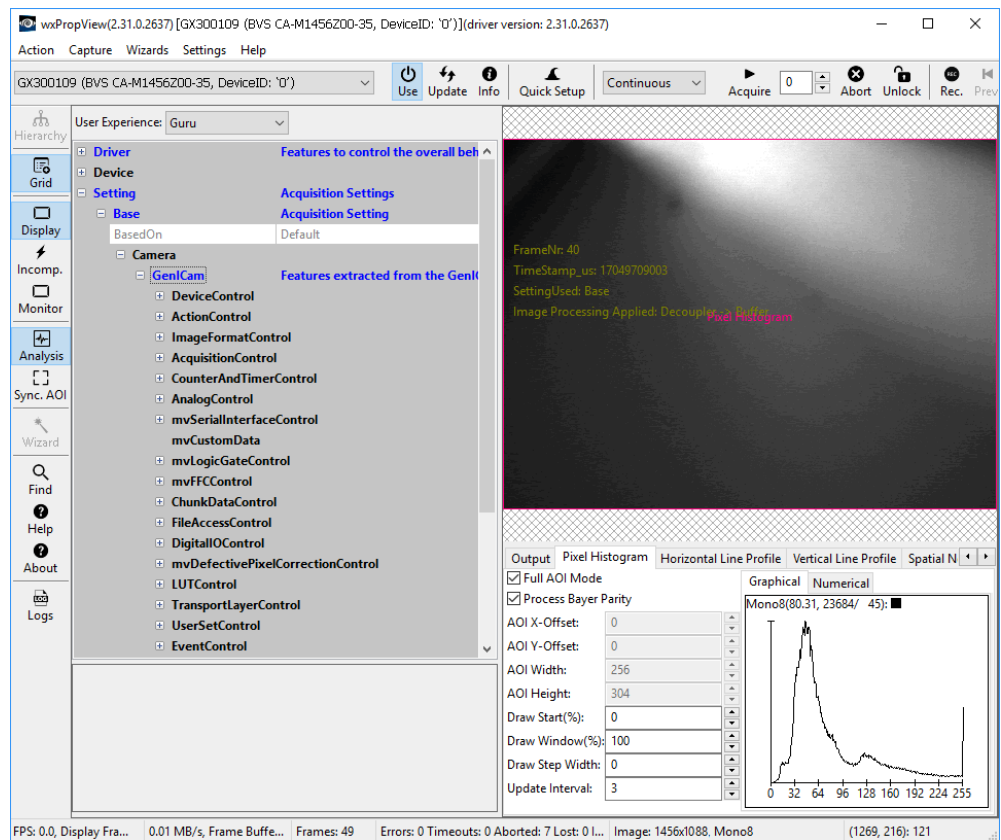 wxPropView(2.31.0.2637) [GX300109 (BVS CA-M1456Z00-35, DeviceID: '0')](driver version: 2.31.0.2637)
Action Capture Wizards Settings Help
GX300109 (BVS CA-M1456Z00-35, DeviceID: '0') Use Update Info Quick Setup Continuous Acquire 0 Abort Unlock REC Rec. Prev
Hierarchy
Grid
Display
Incomp.
Monitor
Analysis
Sync. AOI
Wizard
Find
Help
About
LOG
Logs
User Experience: Guru
Driver Features to control the overall beh
Device
Setting Acquisition Settings
Base Acquisition Setting
BasedOn Default
Camera
GenICam Features extracted from the GenIC
DeviceControl
ActionControl
ImageFormatControl
AcquisitionControl
CounterAndTimerControl
AnalogControl
mvSerialInterfaceControl
mvCustomData
mvLogicGateControl
mvFFCControl
ChunkDataControl
FileAccessControl
DigitalIOControl
mvDefectivePixelCorrectionControl
LUTControl
TransportLayerControl
UserSetControl
EventControl
FrameNr: 40
TimeStamp_us: 17049709003
SettingUsed: Base
Image Processing Applied: Decoupler -> Buffer
Pixel Histogram
Output Pixel Histogram Horizontal Line Profile Vertical Line Profile Spatial N
Full AOI Mode
Process Bayer Parity
AOI X-Offset: 0
AOI Y-Offset: 0
AOI Width: 256
AOI Height: 304
Draw Start(%): 0
Draw Window(%): 100
Draw Step Width: 0
Update Interval: 3
Graphical Numerical
Mono8(80.31, 23684/ 45):
0 32 64 96 128 160 192 224 255
FPS: 0.0, Display Fra... 0.01 MB/s, Frame Buffe... Frames: 49 Errors: 0 Timeouts: 0 Aborted: 7 Lost: 0 I... Image: 1456x1088, Mono8 (1269, 216): 121